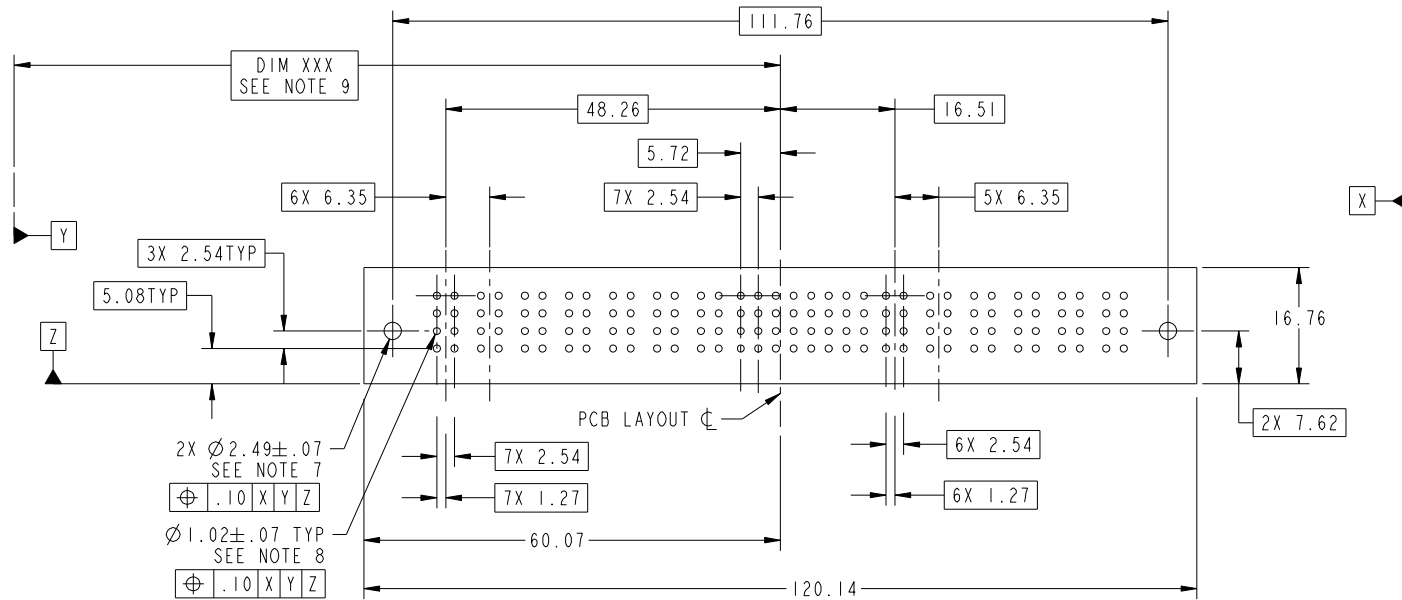 111.76
DIM XXX
SEE NOTE 9
48.26
16.51
5.72
6X 6.35
7X 2.54
5X 6.35
X
Y
3X 2.54TYP
5.08TYP
Z
16.76
PCB LAYOUT ℄
2X 7.62
2X ⌀2.49±.07
SEE NOTE 7
⌖ .10 X Y Z
7X 2.54
6X 2.54
7X 1.27
6X 1.27
⌀1.02±.07 TYP
SEE NOTE 8
⌖ .10 X Y Z
60.07
120.14